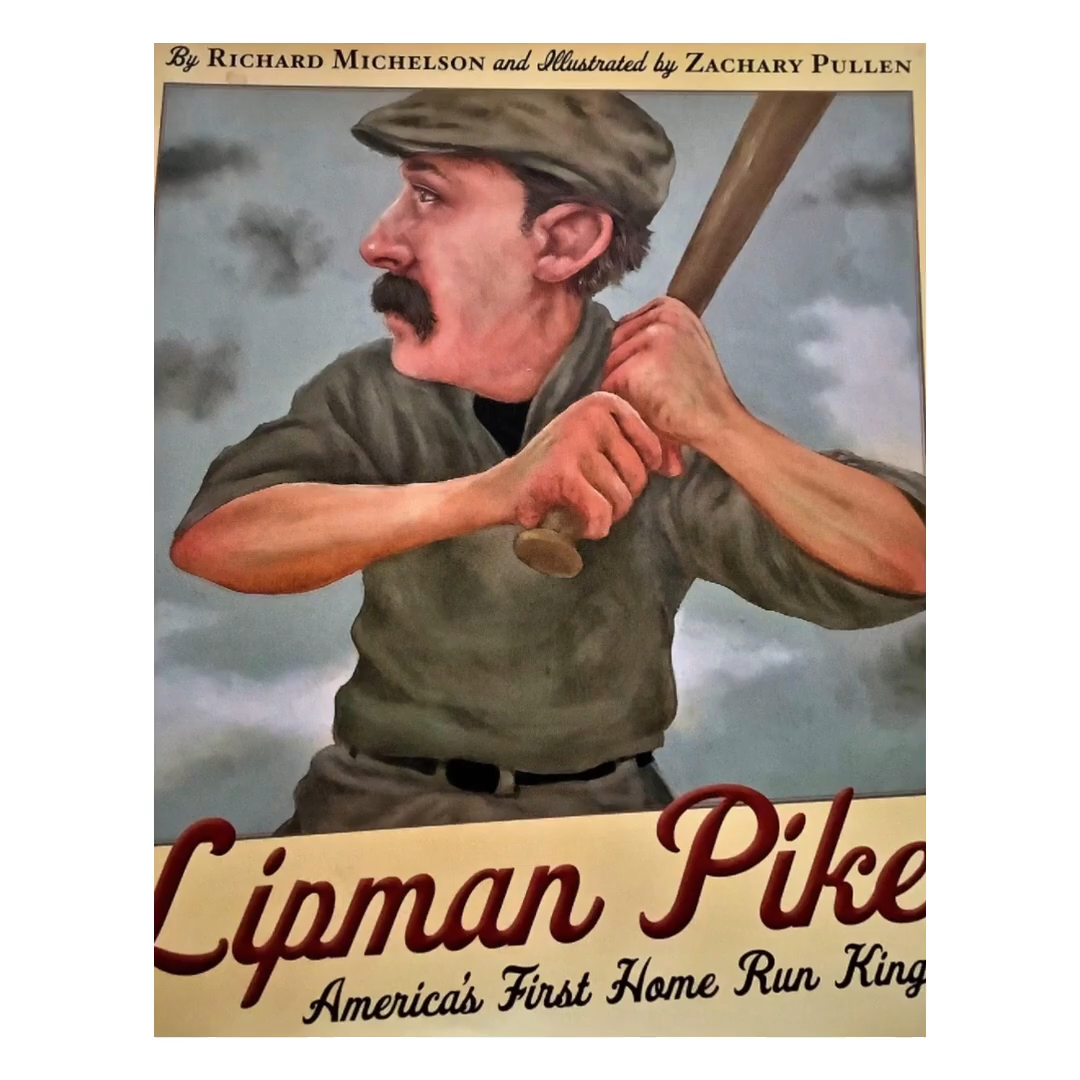 By Richard Michelson and Illustrated by Zachary Pullen
Lipman Pike
America's First Home Run King